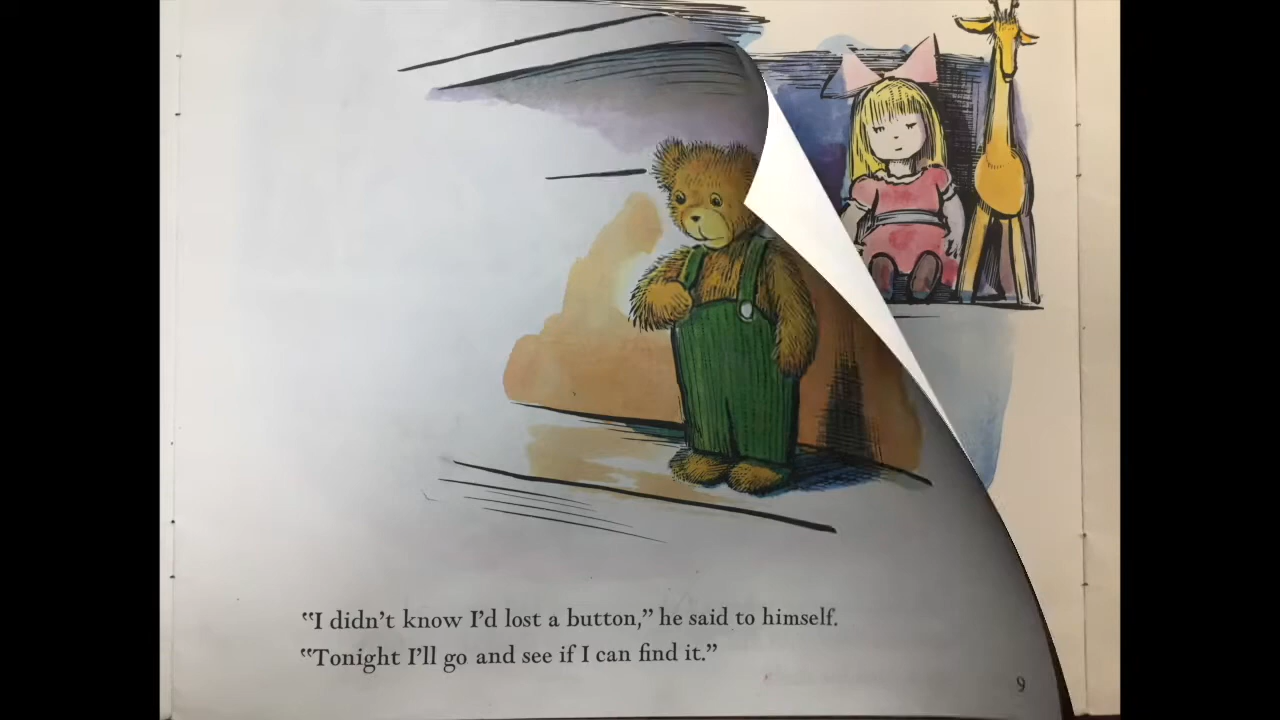 “I didn’t know I’d lost a button,” he said to himself.
“Tonight I’ll go and see if I can find it.”
9